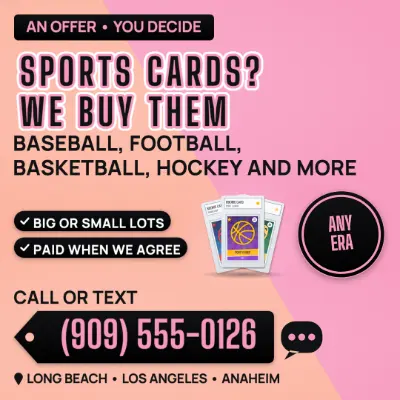 AN OFFER • YOU DECIDE
SPORTS CARDS?
WE BUY THEM
BASEBALL, FOOTBALL,
BASKETBALL, HOCKEY AND MORE
BIG OR SMALL LOTS
PAID WHEN WE AGREE
ANY
ERA
CALL OR TEXT
(909) 555-0126
LONG BEACH • LOS ANGELES • ANAHEIM